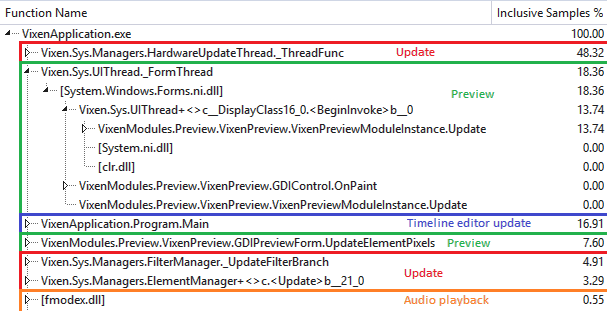 Function Name Inclusive Samples %
VixenApplication.exe 100.00
Vixen.Sys.Managers.HardwareUpdateThread._ThreadFunc Update 48.32
Vixen.Sys.UIThread._FormThread 18.36
[System.Windows.Forms.ni.dll] Preview 18.36
Vixen.Sys.UIThread+<>c__DisplayClass16_0.<BeginInvoke>b__0 13.74
VixenModules.Preview.VixenPreview.VixenPreviewModuleInstance.Update 13.74
[System.ni.dll] 0.00
[clr.dll] 0.00
VixenModules.Preview.VixenPreview.GDIControl.OnPaint 0.00
VixenModules.Preview.VixenPreview.VixenPreviewModuleInstance.Update 0.00
VixenApplication.Program.Main Timeline editor update 16.91
VixenModules.Preview.VixenPreview.GDIPreviewForm.UpdateElementPixels Preview 7.60
Vixen.Sys.Managers.FilterManager._UpdateFilterBranch 4.91
Update
Vixen.Sys.Managers.ElementManager+<>c.<Update>b__21_0 3.29
[fmodex.dll] Audio playback 0.55